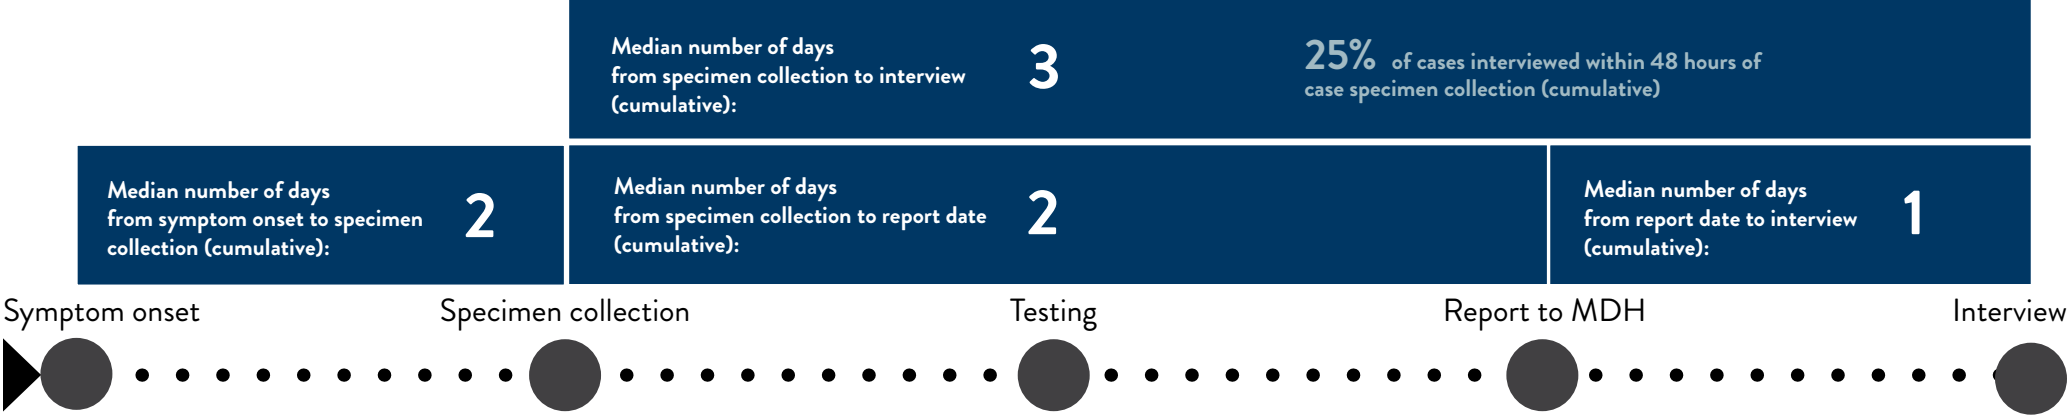 Median number of days
from specimen collection to interview
(cumulative):
3
25% of cases interviewed within 48 hours of
case specimen collection (cumulative)
Median number of days
from symptom onset to specimen
collection (cumulative):
2
Median number of days
from specimen collection to report date
(cumulative):
2
Median number of days
from report date to interview
(cumulative):
1
Symptom onset
Specimen collection
Testing
Report to MDH
Interview